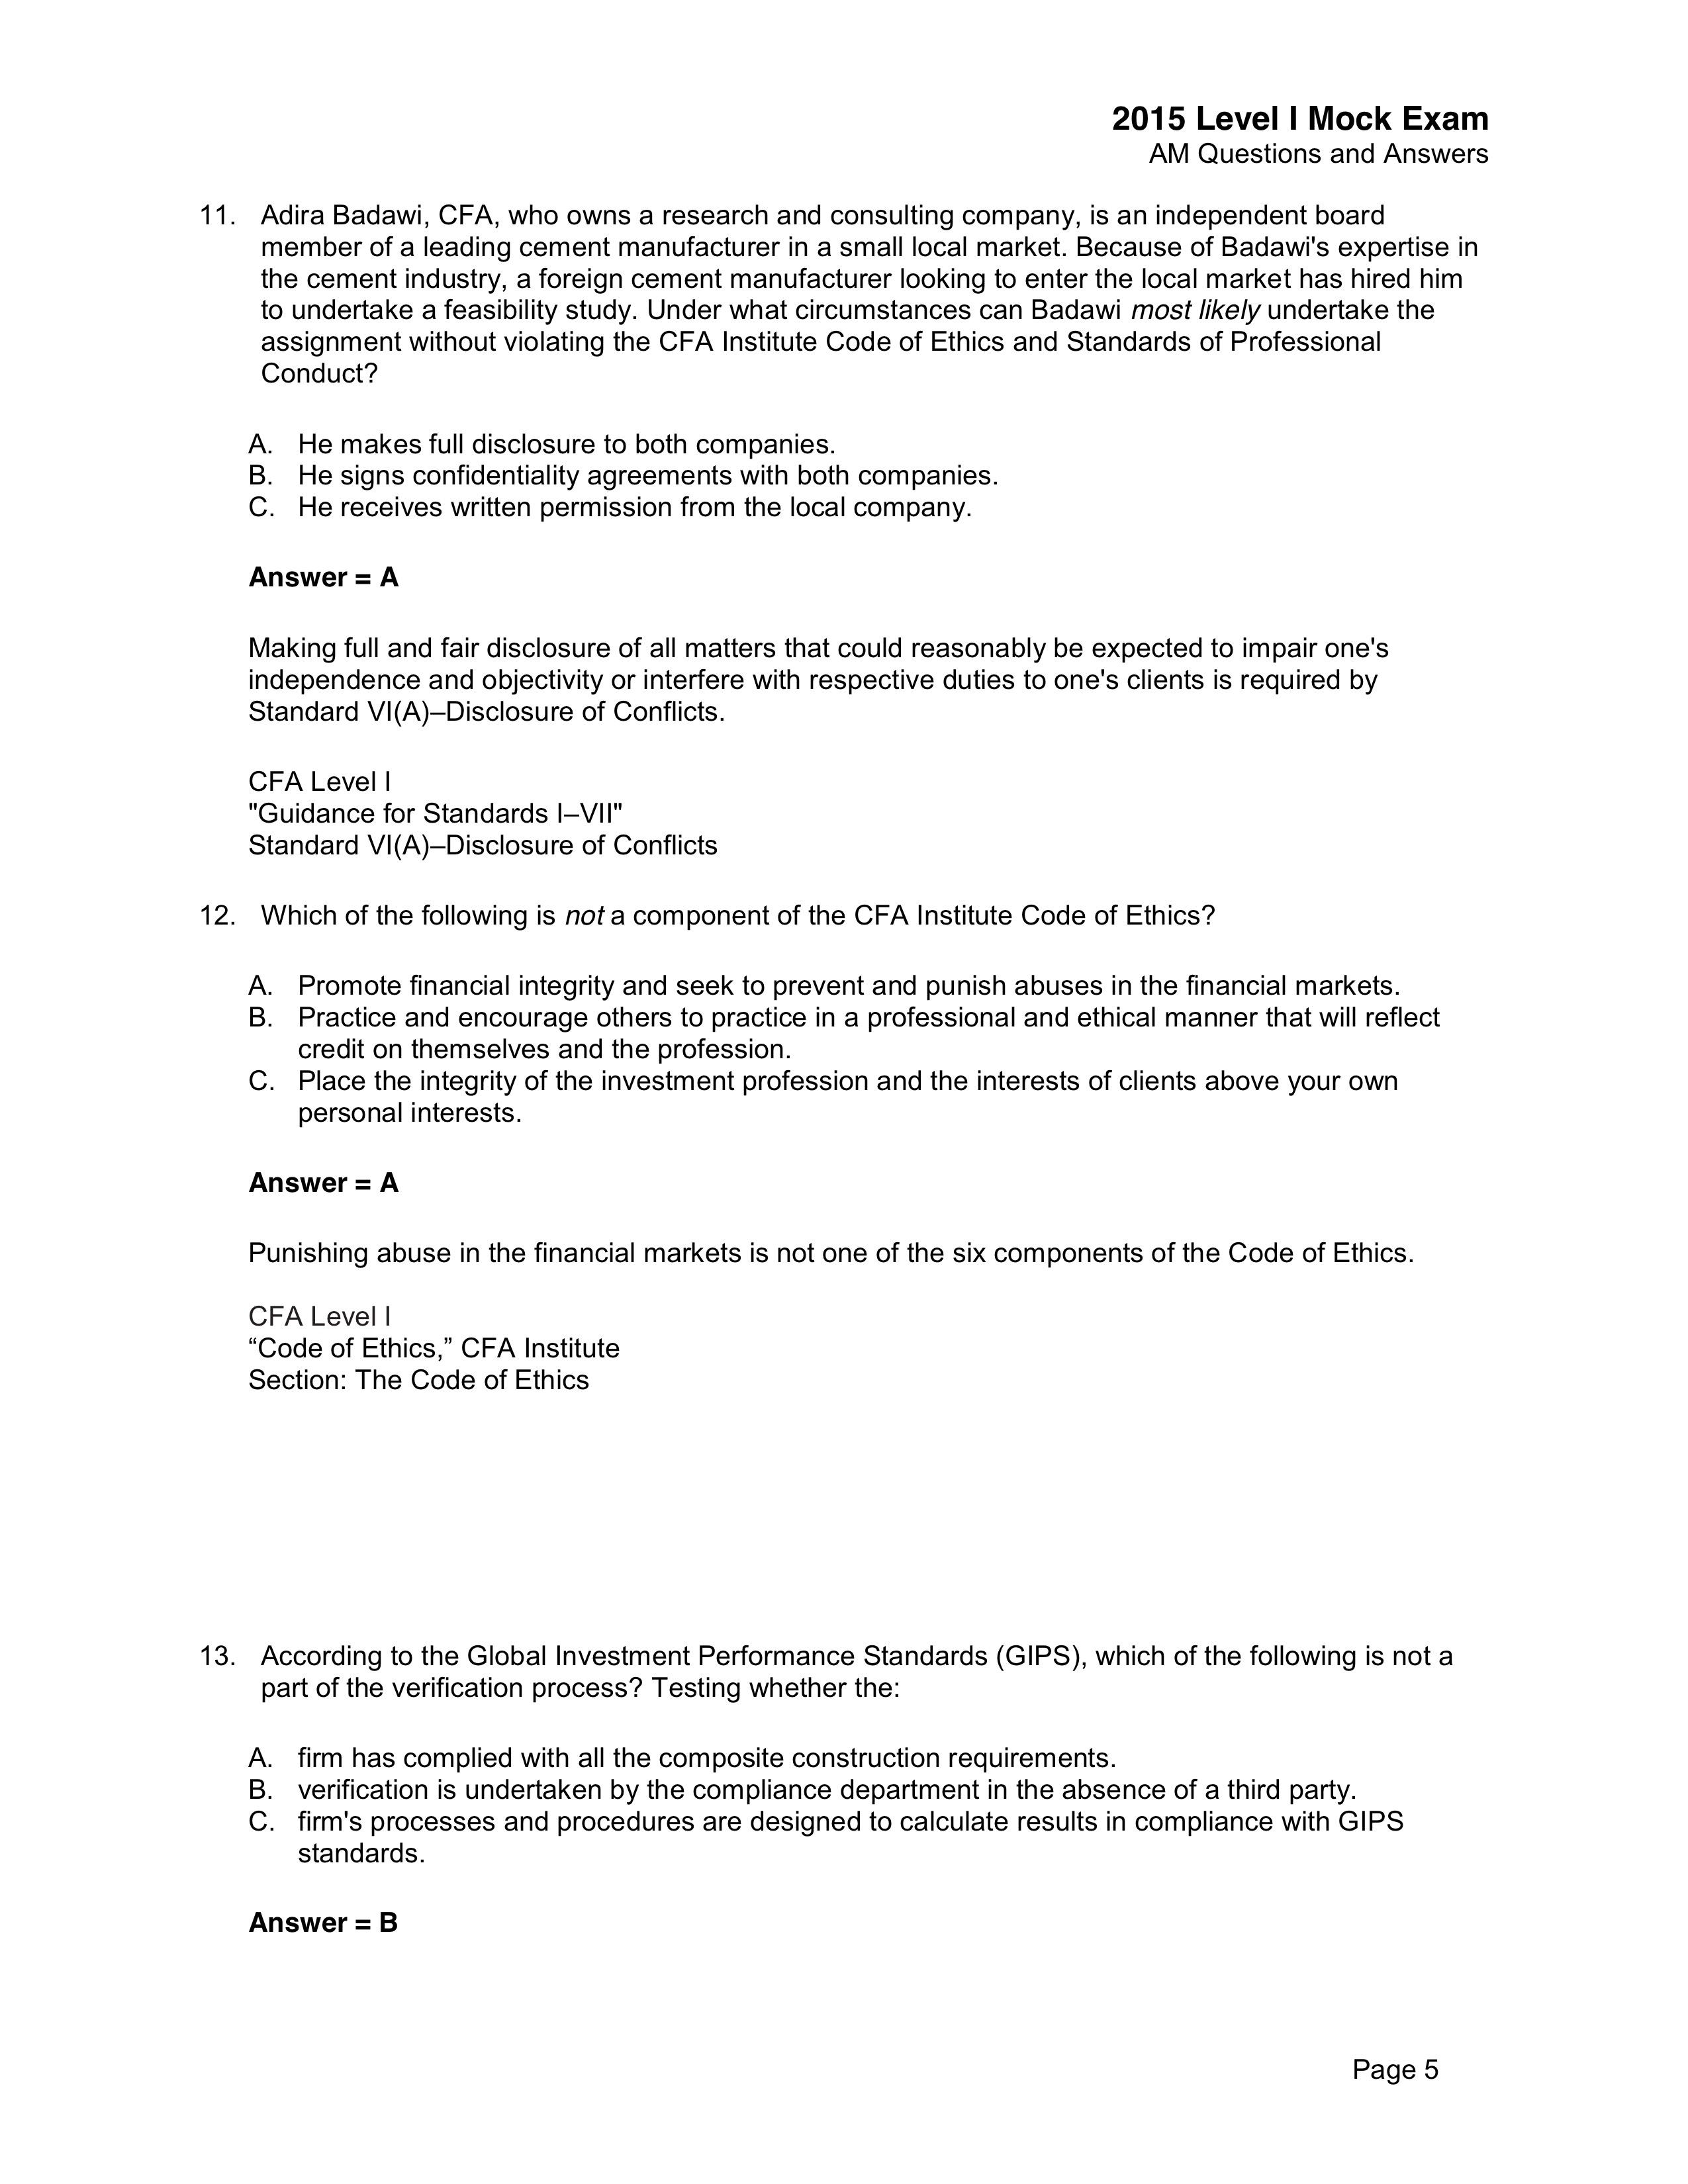 2015 Level I Mock Exam
AM Questions and Answers
11. Adira Badawi, CFA, who owns a research and consulting company, is an independent board
member of a leading cement manufacturer in a small local market. Because of Badawi's expertise in
the cement industry, a foreign cement manufacturer looking to enter the local market has hired him
to undertake a feasibility study. Under what circumstances can Badawi most likely undertake the
assignment without violating the CFA Institute Code of Ethics and Standards of Professional
Conduct?
A. He makes full disclosure to both companies.
B. He signs confidentiality agreements with both companies.
C. He receives written permission from the local company.
Answer = A
Making full and fair disclosure of all matters that could reasonably be expected to impair one's
independence and objectivity or interfere with respective duties to one's clients is required by
Standard VI(A)–Disclosure of Conflicts.
CFA Level I
"Guidance for Standards I–VII"
Standard VI(A)–Disclosure of Conflicts
12. Which of the following is not a component of the CFA Institute Code of Ethics?
A. Promote financial integrity and seek to prevent and punish abuses in the financial markets.
B. Practice and encourage others to practice in a professional and ethical manner that will reflect
credit on themselves and the profession.
C. Place the integrity of the investment profession and the interests of clients above your own
personal interests.
Answer = A
Punishing abuse in the financial markets is not one of the six components of the Code of Ethics.
CFA Level I
“Code of Ethics,” CFA Institute
Section: The Code of Ethics
13. According to the Global Investment Performance Standards (GIPS), which of the following is not a
part of the verification process? Testing whether the:
A. firm has complied with all the composite construction requirements.
B. verification is undertaken by the compliance department in the absence of a third party.
C. firm's processes and procedures are designed to calculate results in compliance with GIPS
standards.
Answer = B
Page 5